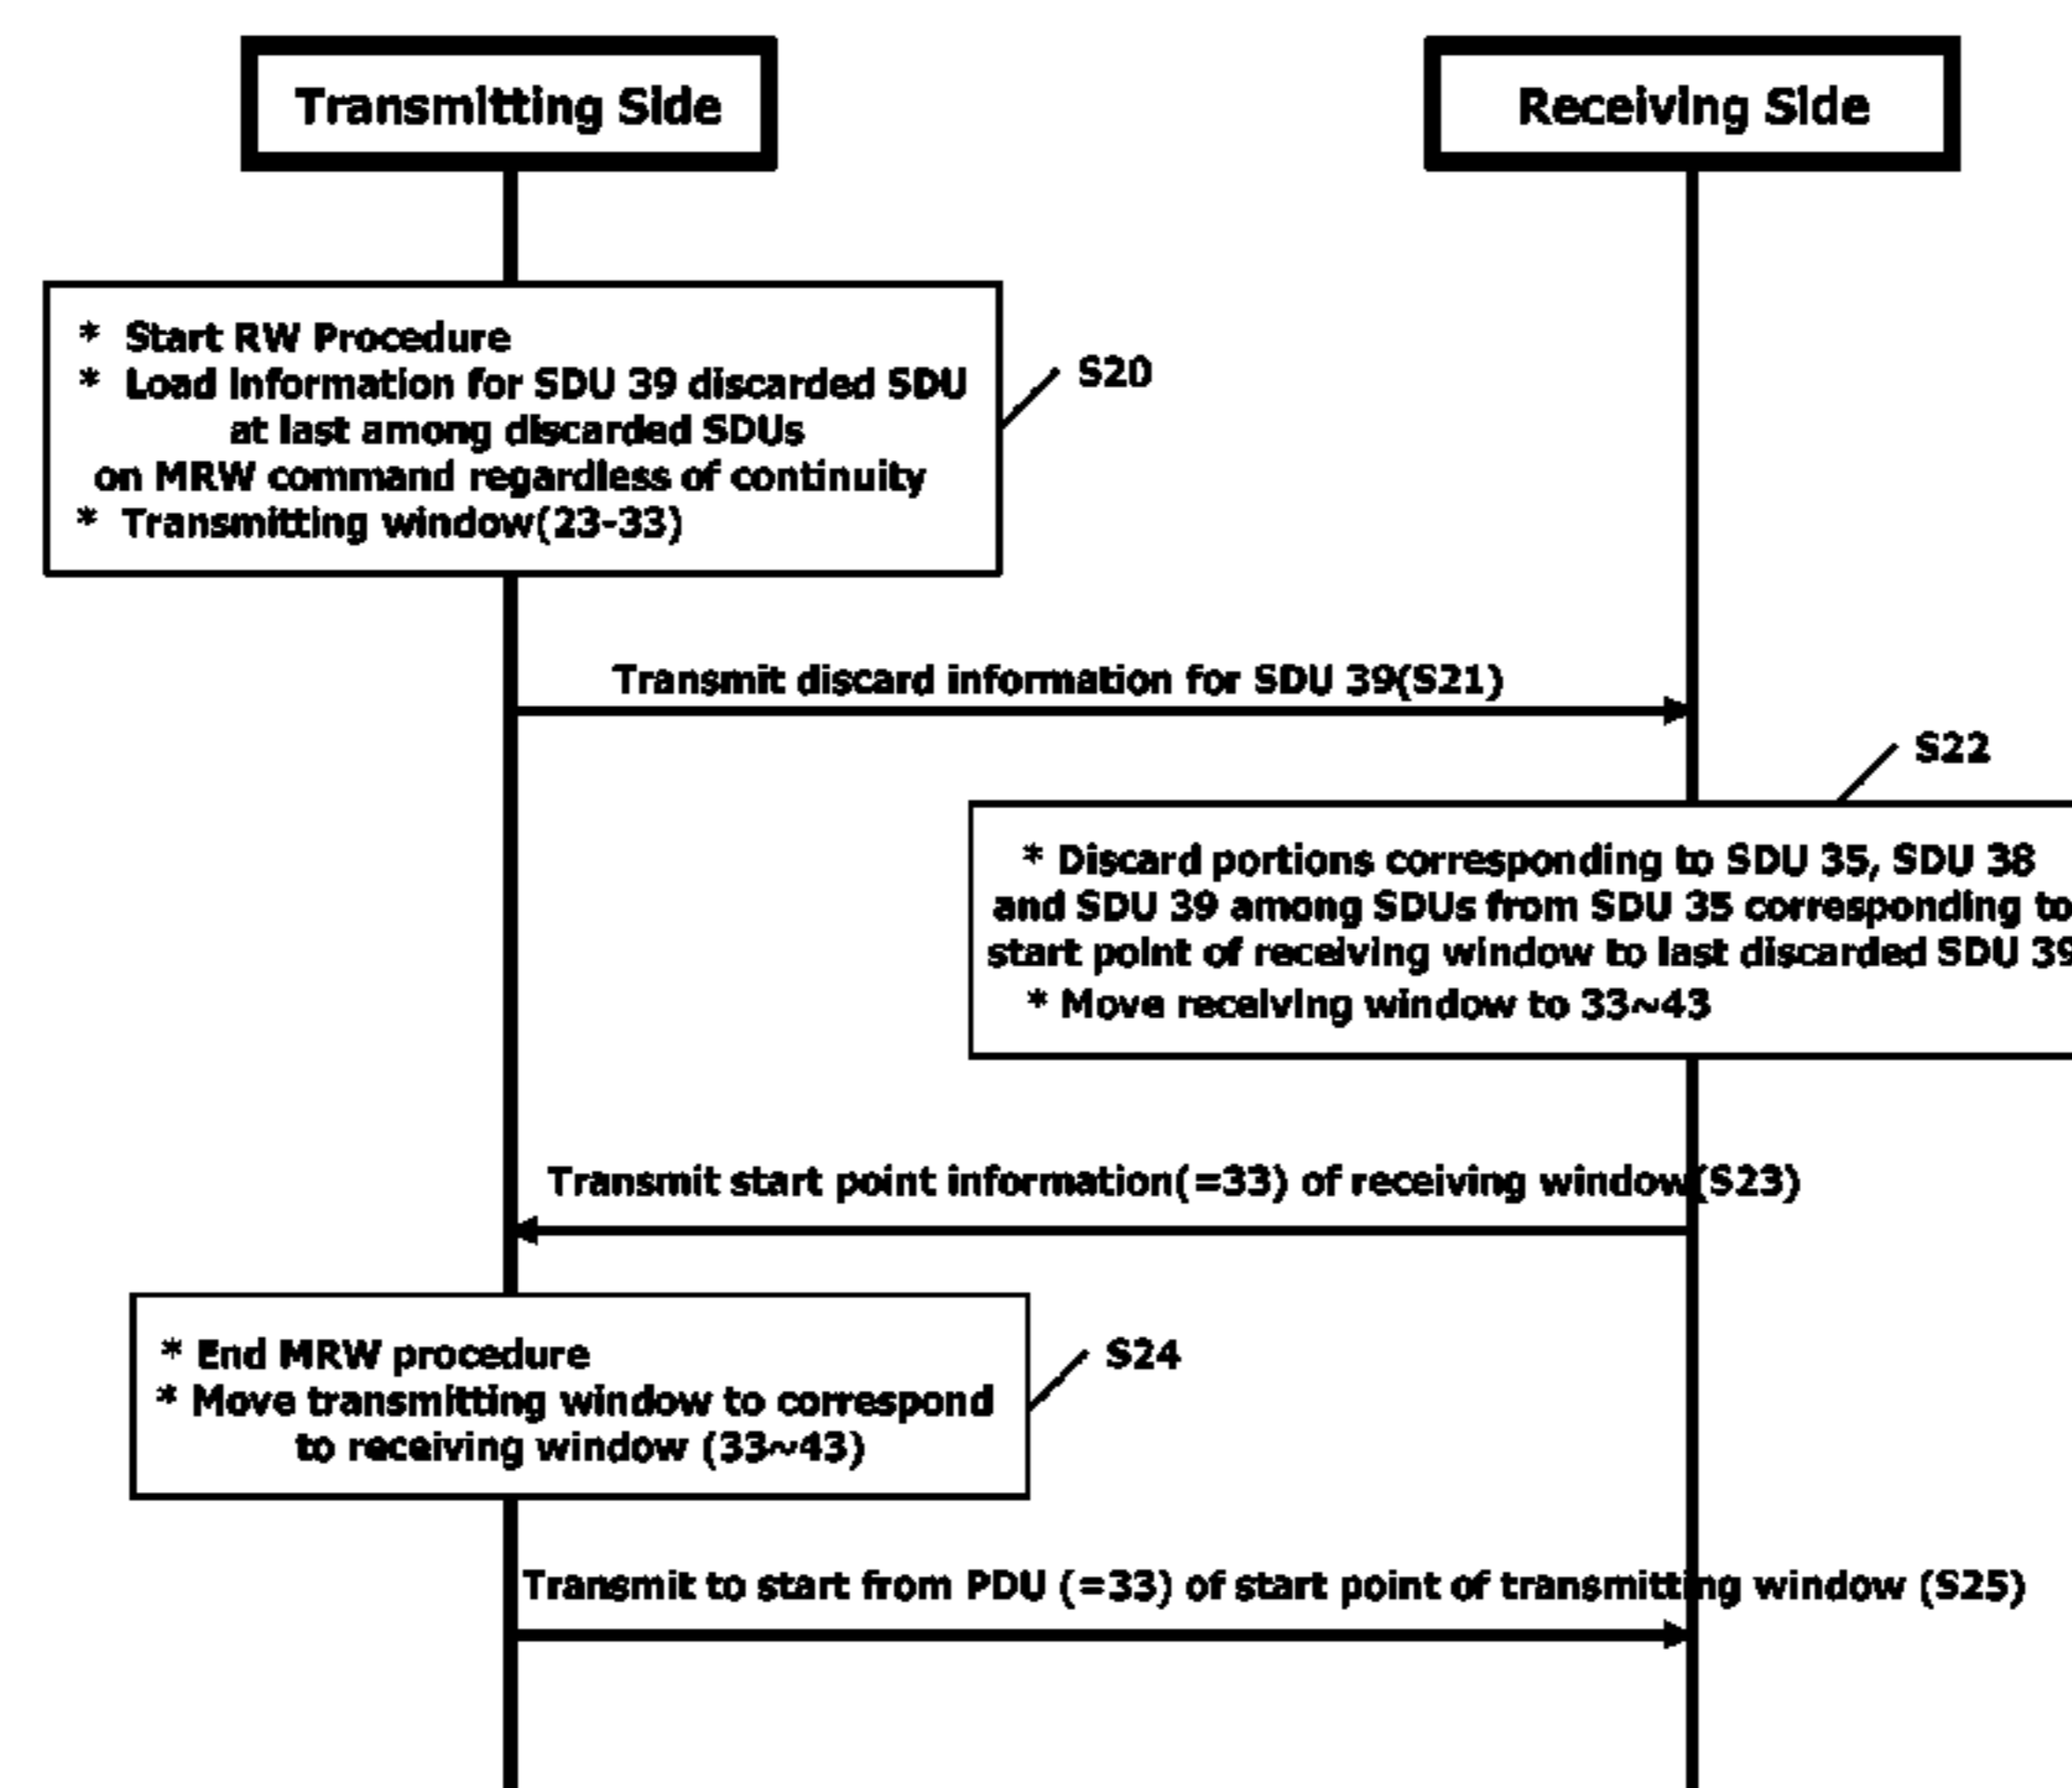 Transmitting Side
Receiving Side
* Start RW Procedure
* Load information for SDU 39 discarded SDU
at last among discarded SDUs
on MRW command regardless of continuity
* Transmitting window(23-33)
S20
Transmit discard information for SDU 39(S21)
S22
* Discard portions corresponding to SDU 35, SDU 38
and SDU 39 among SDUs from SDU 35 corresponding to
start point of receiving window to last discarded SDU 39
* Move receiving window to 33~43
Transmit start point information(=33) of receiving window(S23)
* End MRW procedure
* Move transmitting window to correspond
to receiving window (33~43)
S24
Transmit to start from PDU (=33) of start point of transmitting window (S25)